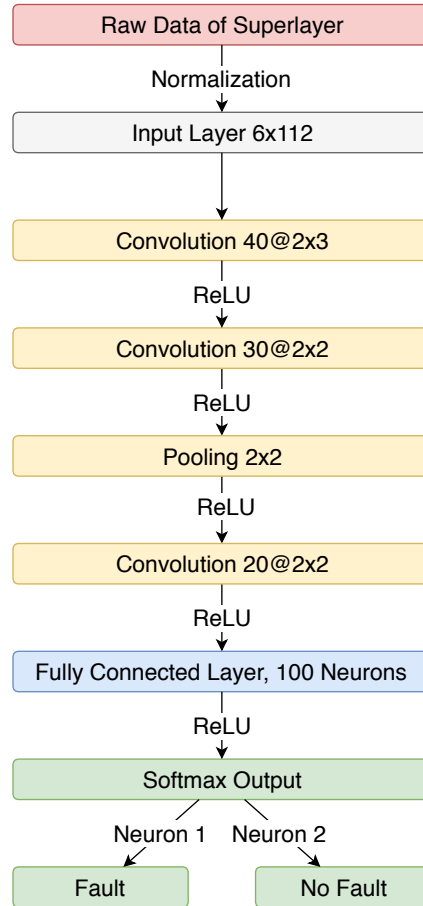 Raw Data of Superlayer
Normalization
Input Layer 6x112
Convolution 40@2x3
ReLU
Convolution 30@2x2
ReLU
Pooling 2x2
ReLU
Convolution 20@2x2
ReLU
Fully Connected Layer, 100 Neurons
ReLU
Softmax Output
Neuron 1 Neuron 2
Fault No Fault